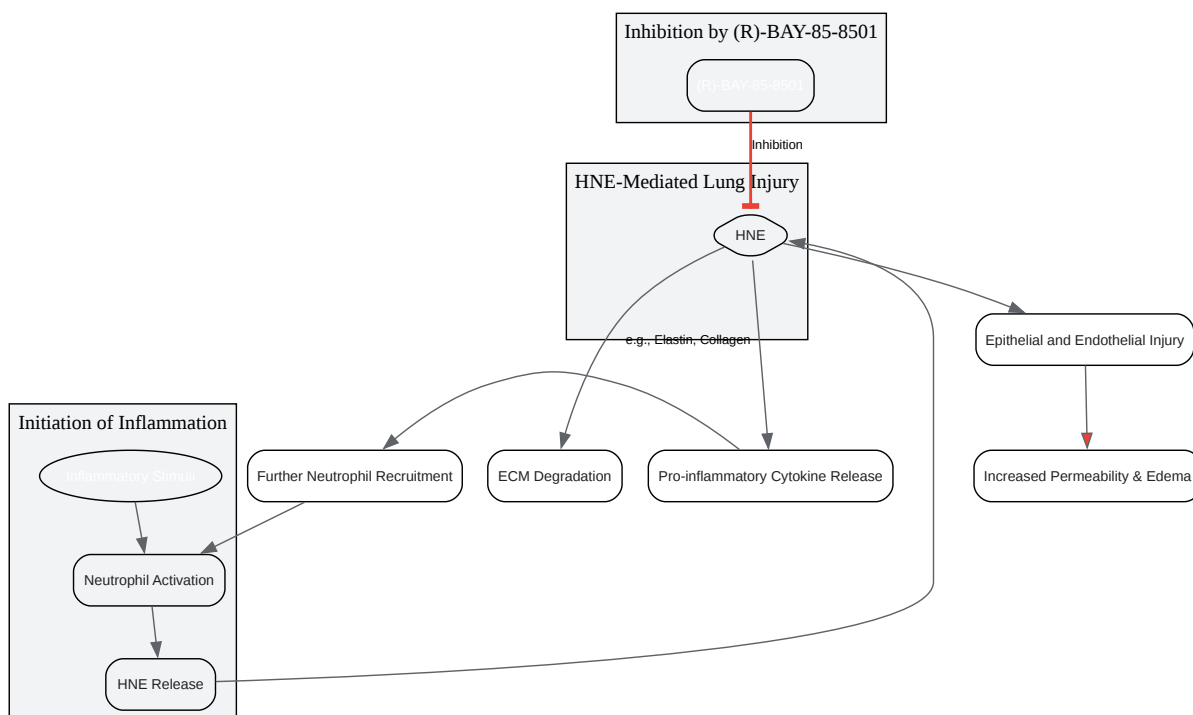 Inhibition by (R)-BAY-85-8501
(R)-BAY-85-8501
Inhibition
HNE-Mediated Lung Injury
HNE
Epithelial and Endothelial Injury
e.g., Elastin, Collagen
Initiation of Inflammation
Inflammatory Stimuli
Further Neutrophil Recruitment
ECM Degradation
Pro-inflammatory Cytokine Release
Increased Permeability & Edema
Neutrophil Activation
HNE Release